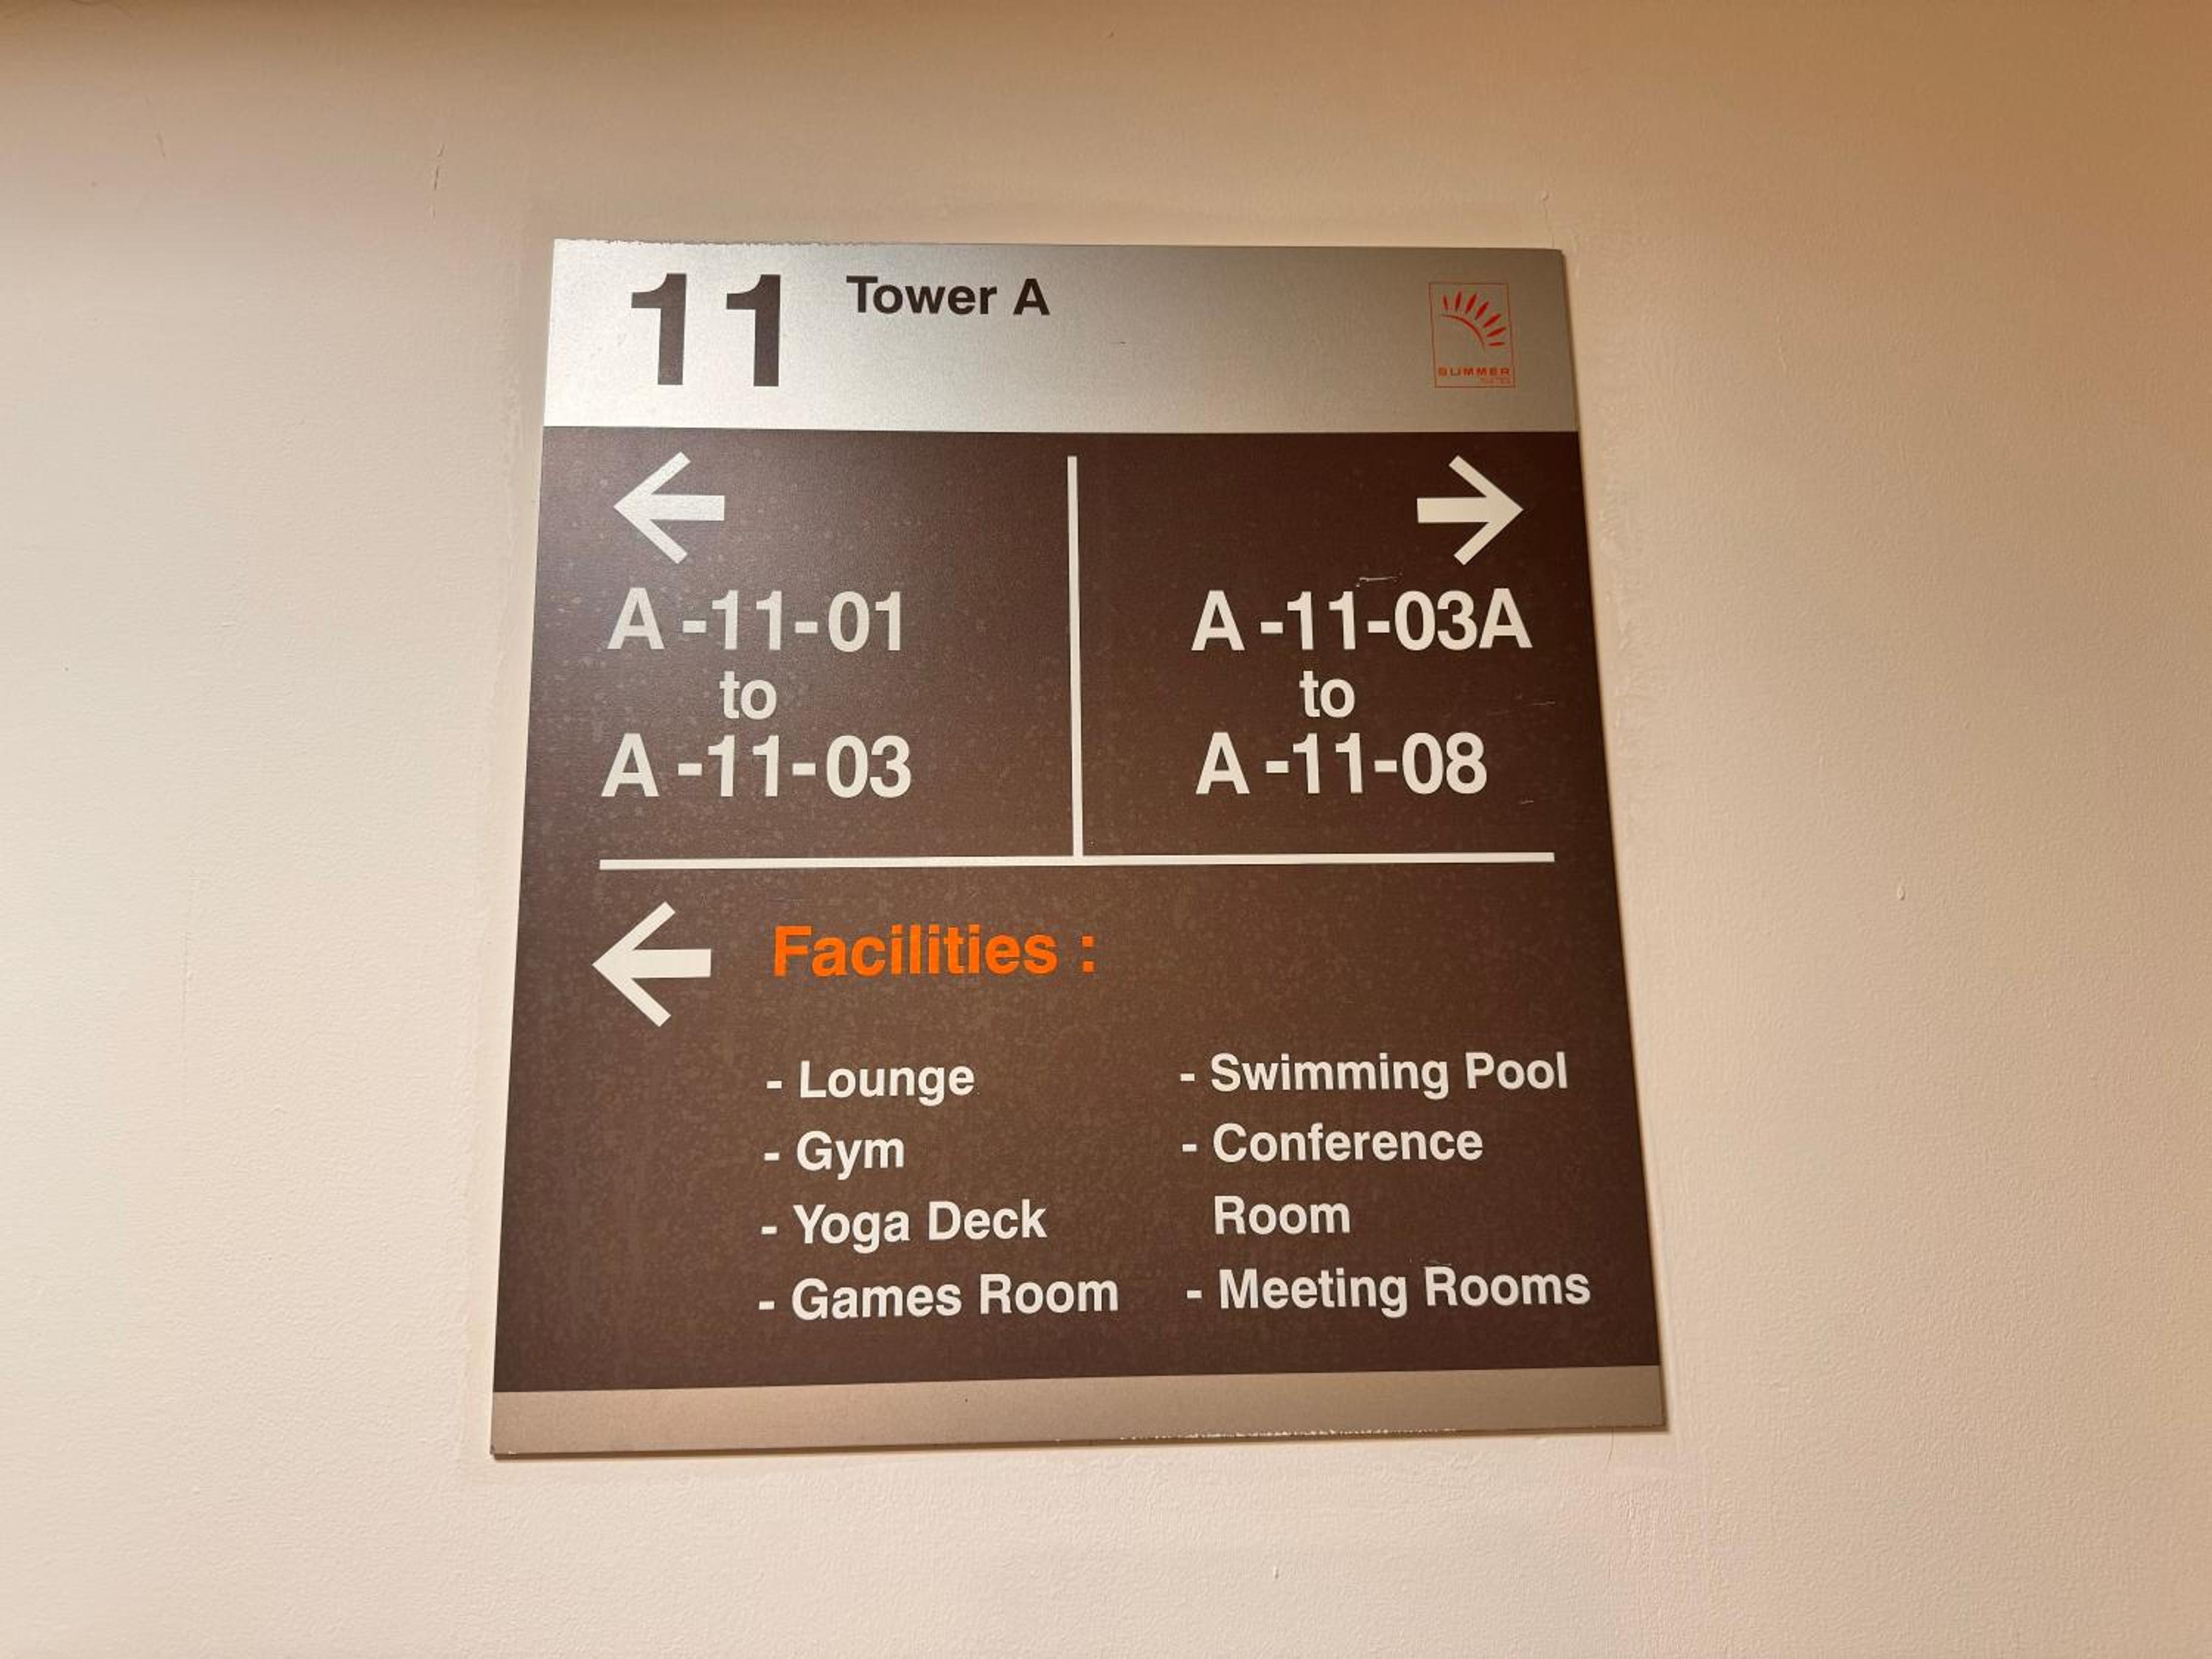 11 Tower A
SUMMER
A -11-01
to
A -11-03
A -11-03A
to
A -11-08
Facilities :
- Lounge
- Gym
- Yoga Deck
- Games Room
- Swimming Pool
- Conference
Room
- Meeting Rooms